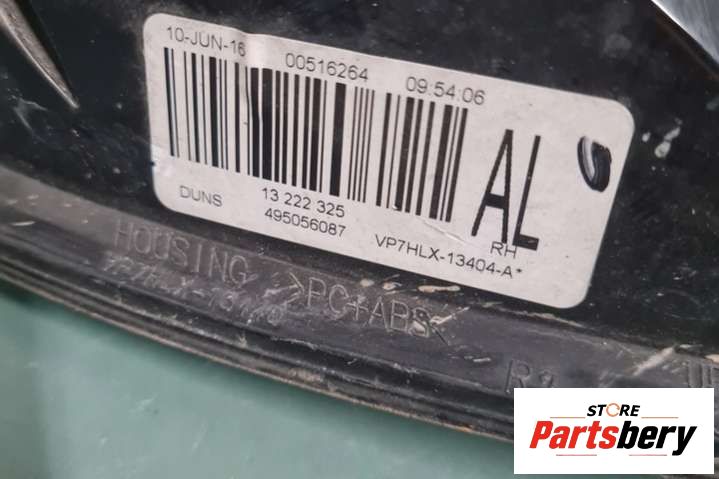 10-JUN-16 00516264 09:54:06
AL
RH
DUNS 13 222 325
495056087 VP7HLX-13404-A*
HOUSING >PC+ABS<
STORE
Partsbery